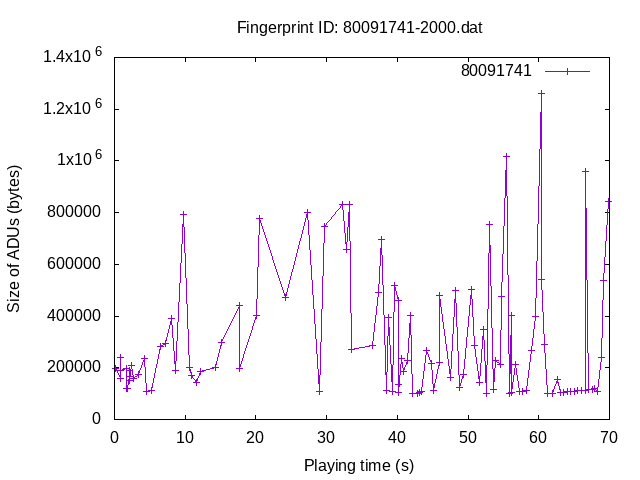 Fingerprint ID: 80091741-2000.dat
80091741
Size of ADUs (bytes)
1.4x10^6
1.2x10^6
1x10^6
800000
600000
400000
200000
0
0 10 20 30 40 50 60 70
Playing time (s)